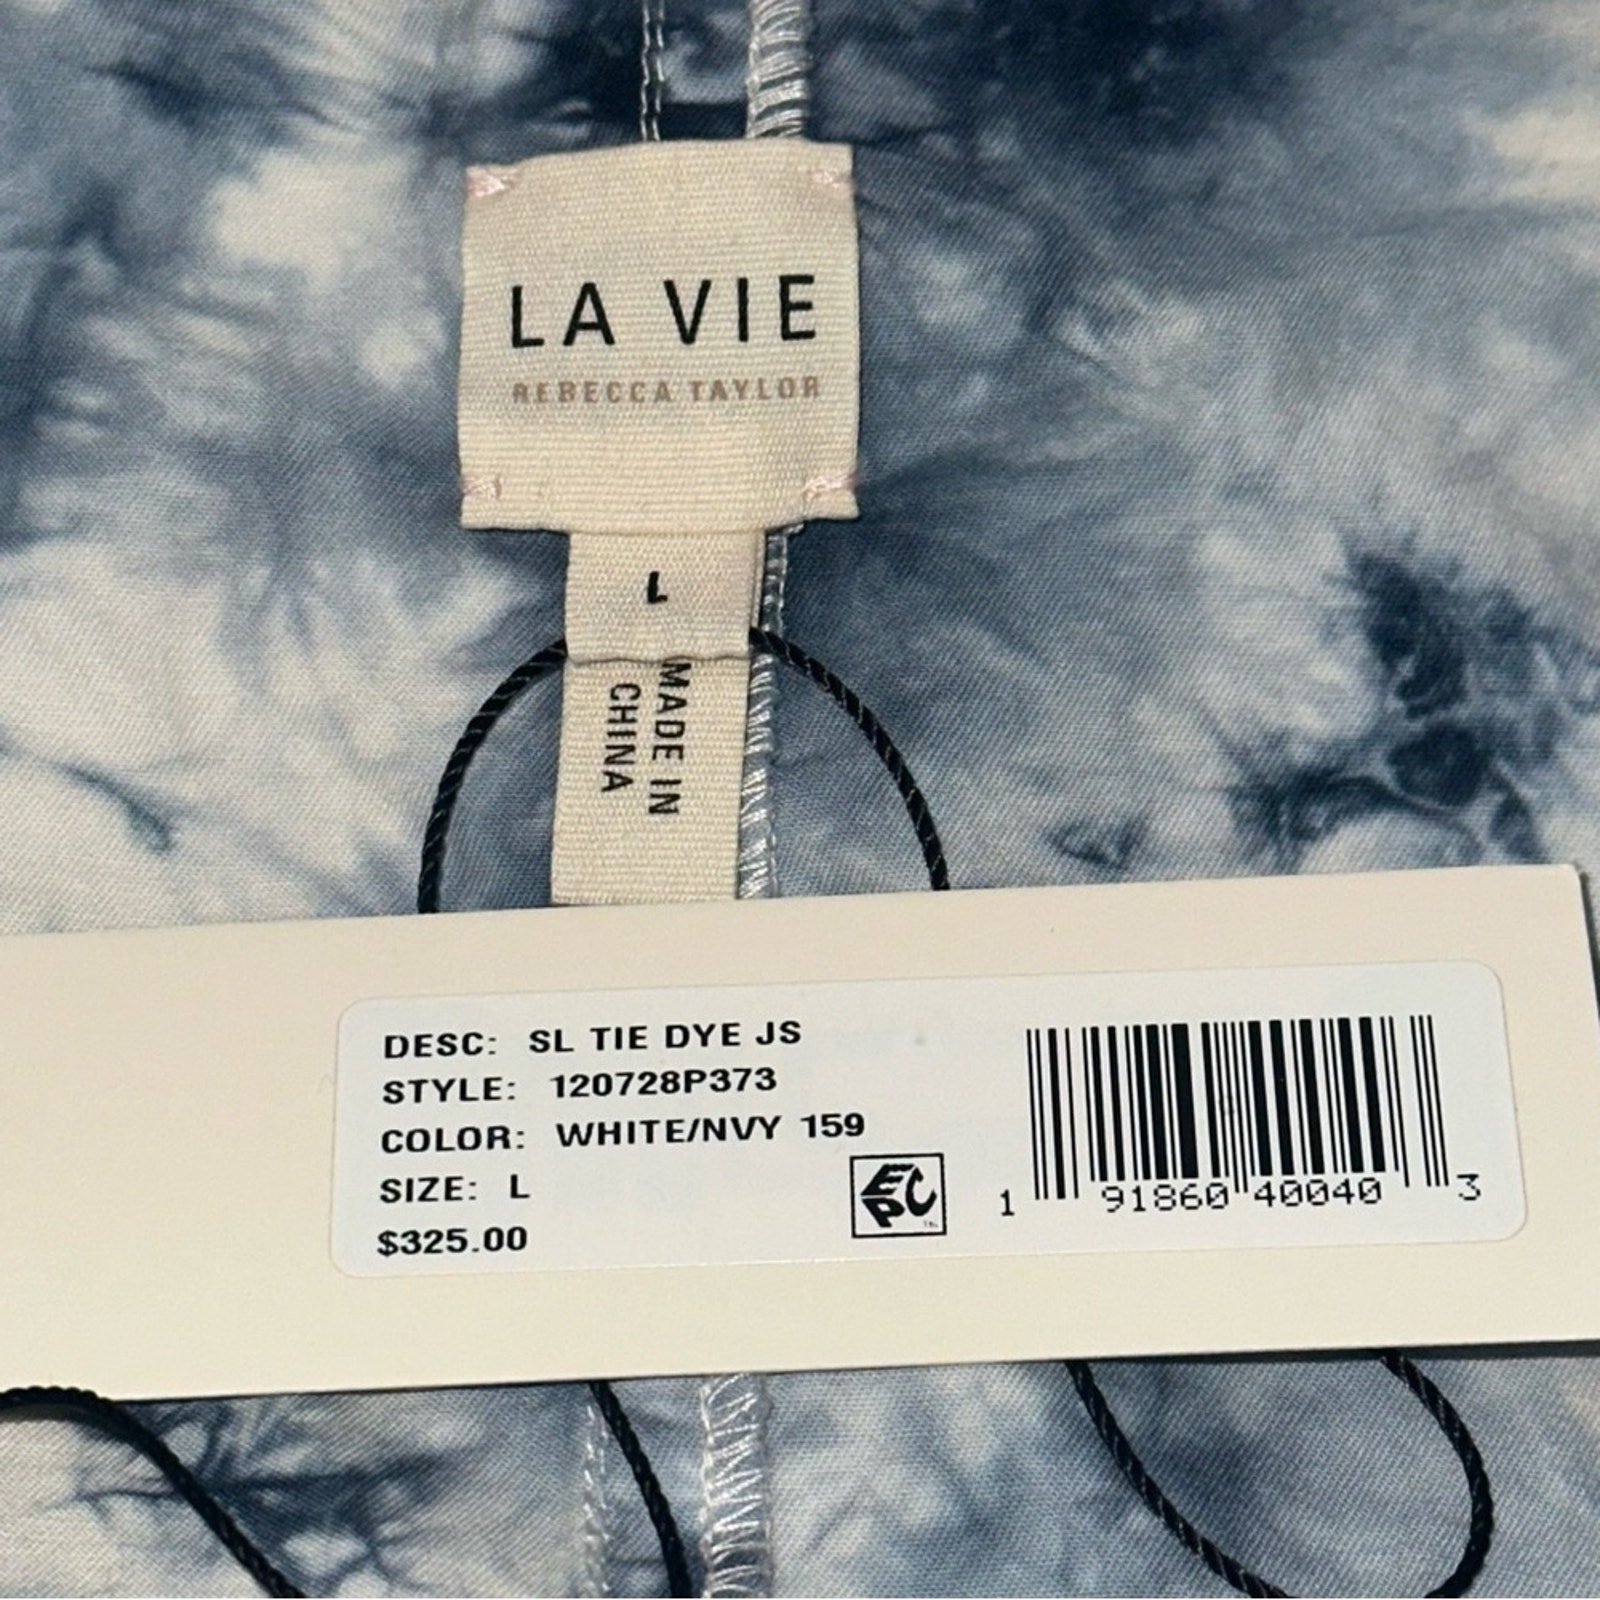 LA VIE
REBECCA TAYLOR
L
MADE IN
CHINA
DESC: SL TIE DYE JS
STYLE: 120728P373
COLOR: WHITE/NVY 159
SIZE: L
$325.00
EPC
1 91860 40040 3